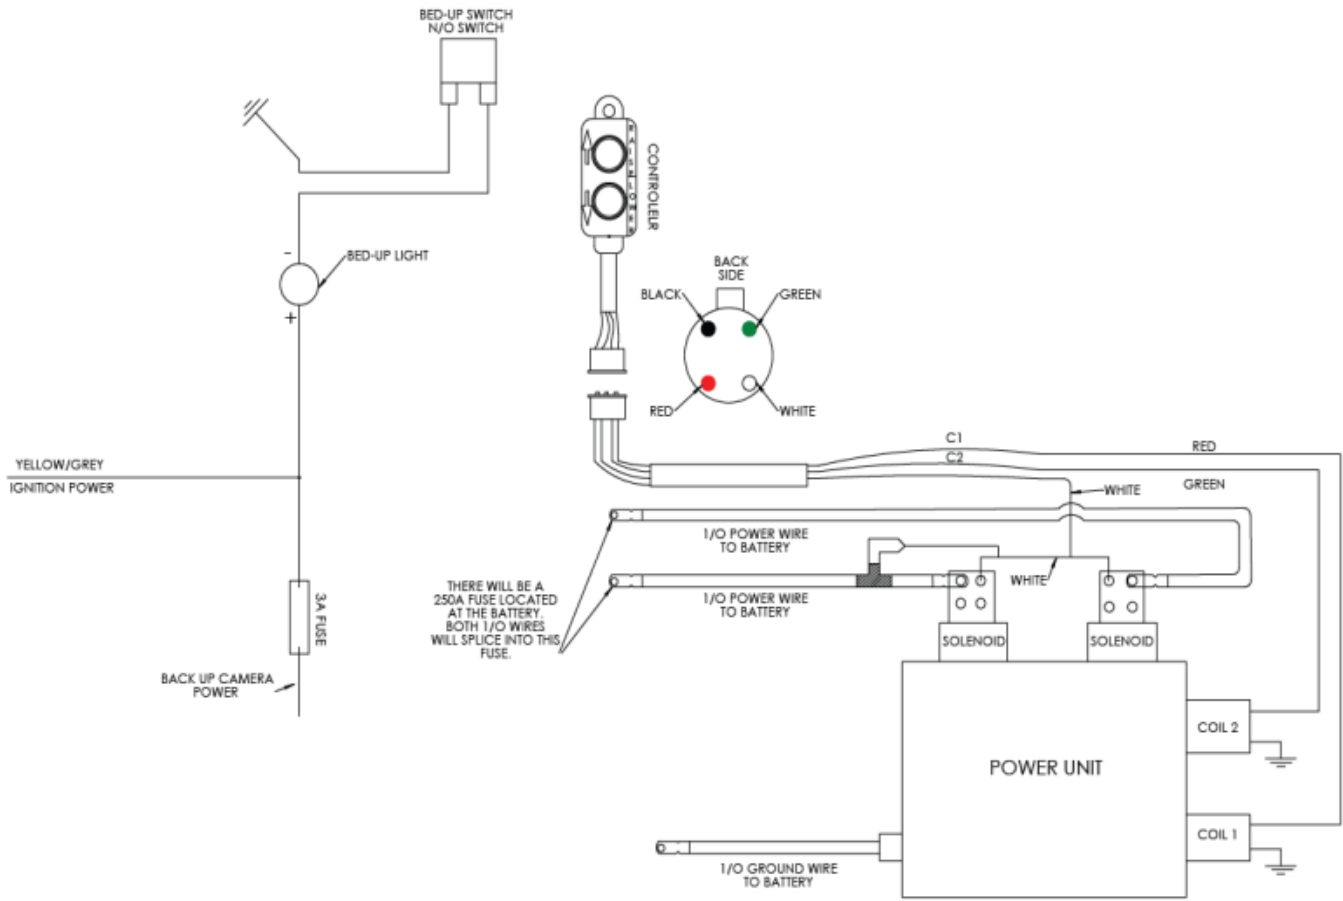 BED-UP SWITCH
N/O SWITCH
RAISE
LOWER
CONTROLELR
-
BED-UP LIGHT
+
BACK
SIDE
BLACK
GREEN
RED
WHITE
C1
RED
C2
YELLOW/GREY
IGNITION POWER
WHITE
GREEN
1/O POWER WIRE
TO BATTERY
THERE WILL BE A
250A FUSE LOCATED
AT THE BATTERY.
BOTH 1/O WIRES
WILL SPLICE INTO THIS
FUSE.
1/O POWER WIRE
TO BATTERY
WHITE
3A FUSE
SOLENOID
SOLENOID
BACK UP CAMERA
POWER
COIL 2
POWER UNIT
COIL 1
1/O GROUND WIRE
TO BATTERY